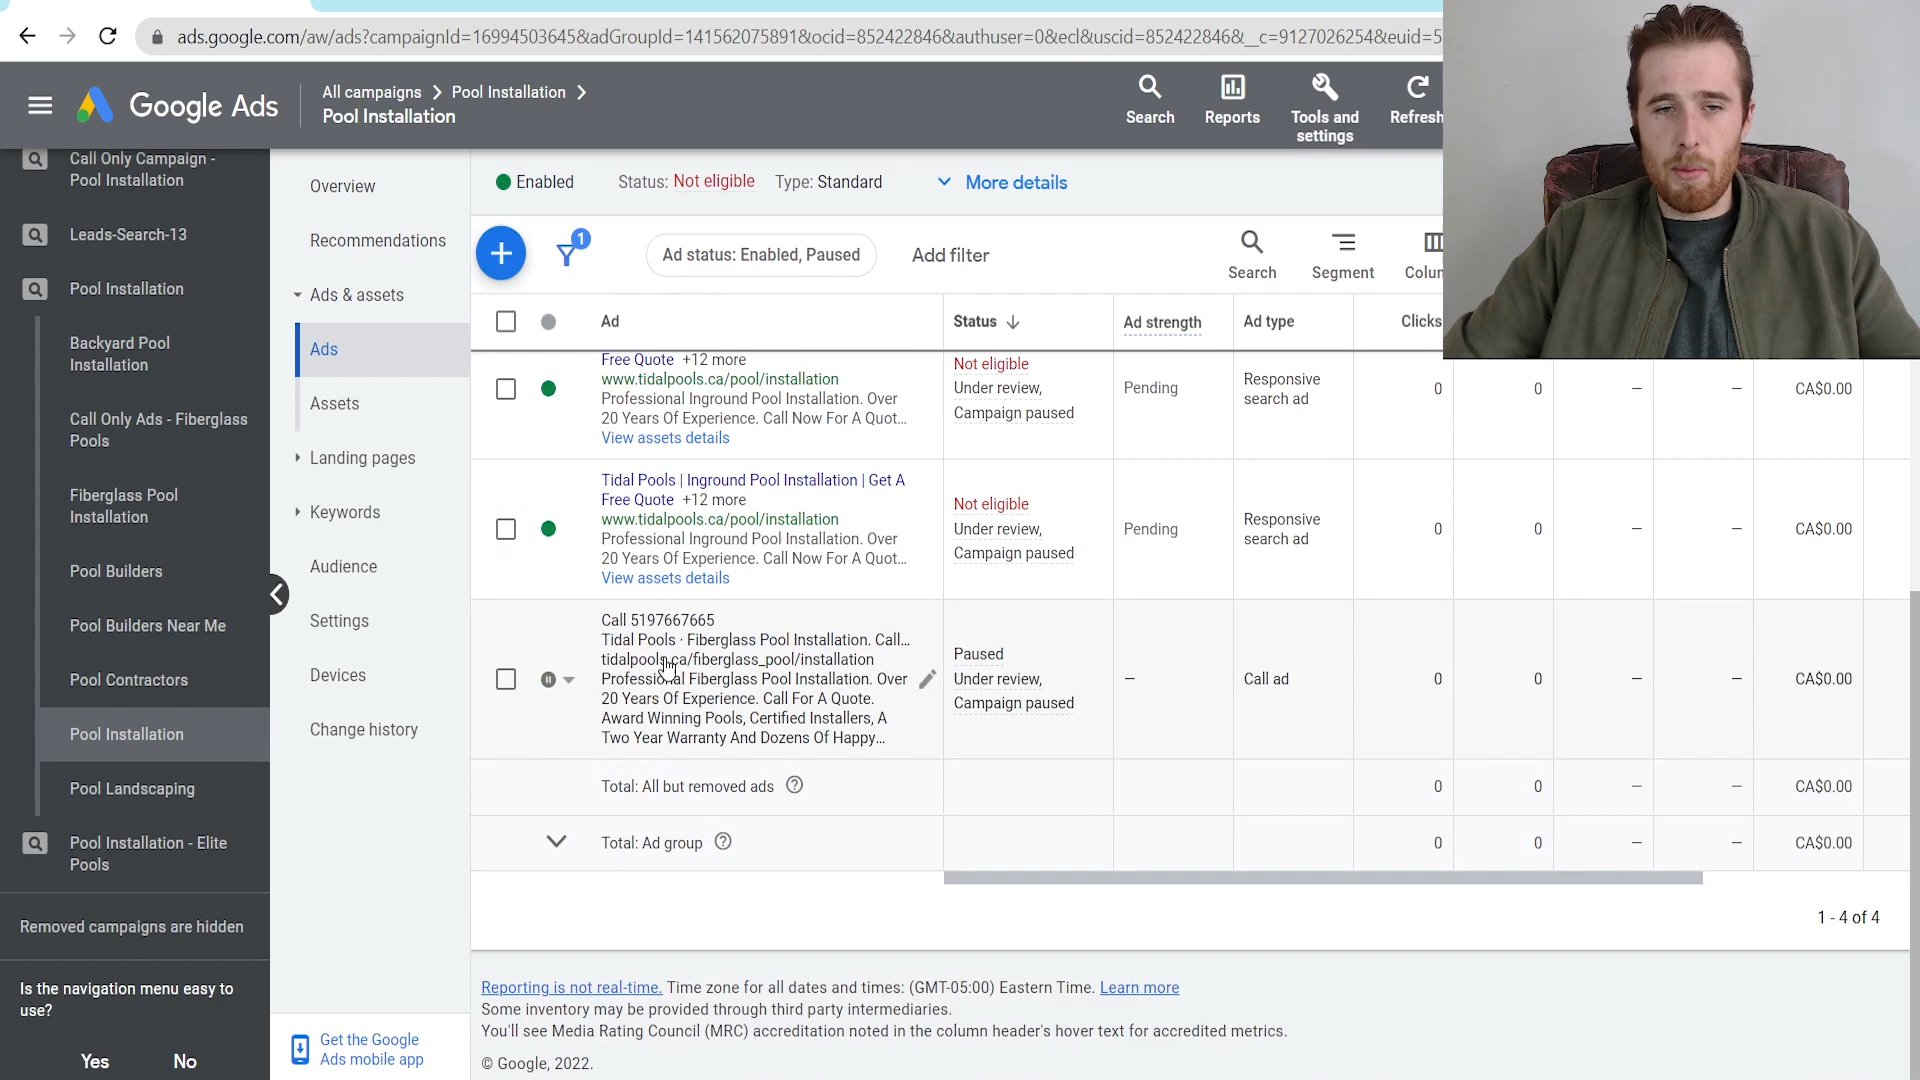 ads.google.com/aw/ads?campaignId=16994503645&adGroupId=141562075891&ocid=852422846&authuser=0&ecl&uscid=852422846&__c=9127026254&euid=5
Google Ads
All campaigns > Pool Installation >
Pool Installation
Search
Reports
Tools and
settings
Refresh
Call Only Campaign -
Pool Installation
Leads-Search-13
Pool Installation
Backyard Pool
Installation
Call Only Ads - Fiberglass
Pools
Fiberglass Pool
Installation
Pool Builders
Pool Builders Near Me
Pool Contractors
Pool Installation
Pool Landscaping
Pool Installation - Elite
Pools
Removed campaigns are hidden
Is the navigation menu easy to
use?
Yes No
Overview
Recommendations
Ads & assets
Ads
Assets
Landing pages
Keywords
Audience
Settings
Devices
Change history
Get the Google
Ads mobile app
Enabled Status: Not eligible Type: Standard More details
1
Ad status: Enabled, Paused
Add filter
Search
Segment
Colum
Ad Status Ad strength Ad type Clicks
Free Quote +12 more
www.tidalpools.ca/pool/installation
Professional Inground Pool Installation. Over
20 Years Of Experience. Call Now For A Quot...
View assets details
Not eligible
Under review,
Campaign paused
Pending
Responsive
search ad
0 0 – – CA$0.00
Tidal Pools | Inground Pool Installation | Get A
Free Quote +12 more
www.tidalpools.ca/pool/installation
Professional Inground Pool Installation. Over
20 Years Of Experience. Call Now For A Quot...
View assets details
Not eligible
Under review,
Campaign paused
Pending
Responsive
search ad
0 0 – – CA$0.00
Call 5197667665
Tidal Pools · Fiberglass Pool Installation. Call...
tidalpools.ca/fiberglass_pool/installation
Professional Fiberglass Pool Installation. Over
20 Years Of Experience. Call For A Quote.
Award Winning Pools, Certified Installers, A
Two Year Warranty And Dozens Of Happy...
Paused
Under review,
Campaign paused
–
Call ad
0 0 – – CA$0.00
Total: All but removed ads
0 0 – – CA$0.00
Total: Ad group
0 0 – – CA$0.00
1 - 4 of 4
Reporting is not real-time. Time zone for all dates and times: (GMT-05:00) Eastern Time. Learn more
Some inventory may be provided through third party intermediaries.
You'll see Media Rating Council (MRC) accreditation noted in the column header's hover text for accredited metrics.
© Google, 2022.